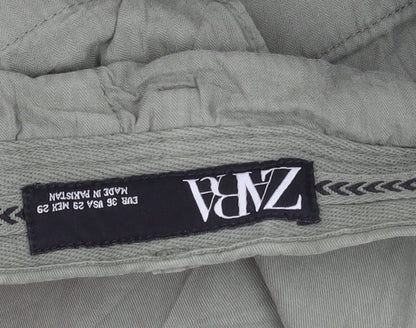 ZARA
EUR 36 USA 29 MEX 29
MADE IN PAKISTAN